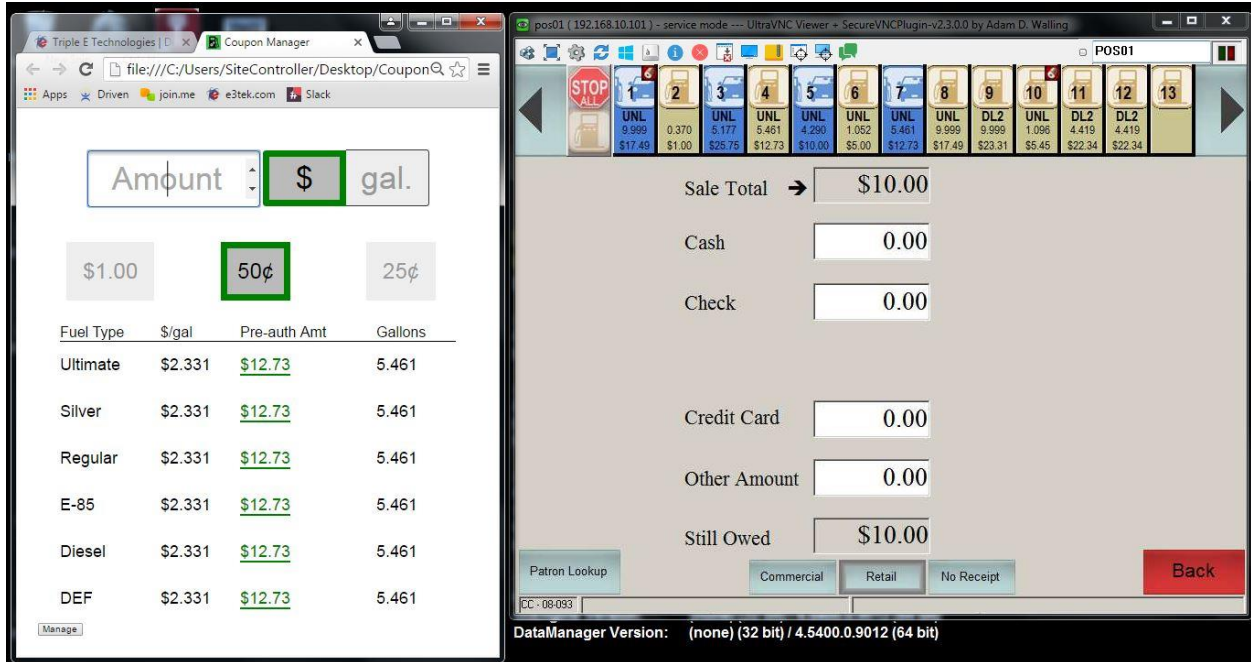 Triple E Technologies | D
Coupon Manager
file:///C:/Users/SiteController/Desktop/Coupon
Apps Driven join.me e3tek.com Slack
Amount $ gal.
$1.00 50¢ 25¢
Fuel Type $/gal Pre-auth Amt Gallons
Ultimate $2.331 $12.73 5.461
Silver $2.331 $12.73 5.461
Regular $2.331 $12.73 5.461
E-85 $2.331 $12.73 5.461
Diesel $2.331 $12.73 5.461
DEF $2.331 $12.73 5.461
Manage
pos01 ( 192.168.10.101 ) - service mode --- UltraVNC Viewer + SecureVNCPlugin-v2.3.0.0 by Adam D. Walling
POS01
STOP ALL
1 2 3 4 5 6 7 8 9 10 11 12 13
UNL UNL UNL UNL UNL UNL UNL DL2 UNL DL2 DL2
9.999 0.370 5.177 5.461 4.290 1.052 5.461 9.999 9.999 1.096 4.419 4.419
$17.49 $1.00 $25.75 $12.73 $10.00 $5.00 $12.73 $17.49 $23.31 $5.45 $22.34 $22.34
Sale Total $10.00
Cash 0.00
Check 0.00
Credit Card 0.00
Other Amount 0.00
Still Owed $10.00
Patron Lookup Commercial Retail No Receipt Back
CC - 08-093
DataManager Version: (none) (32 bit) / 4.5400.0.9012 (64 bit)